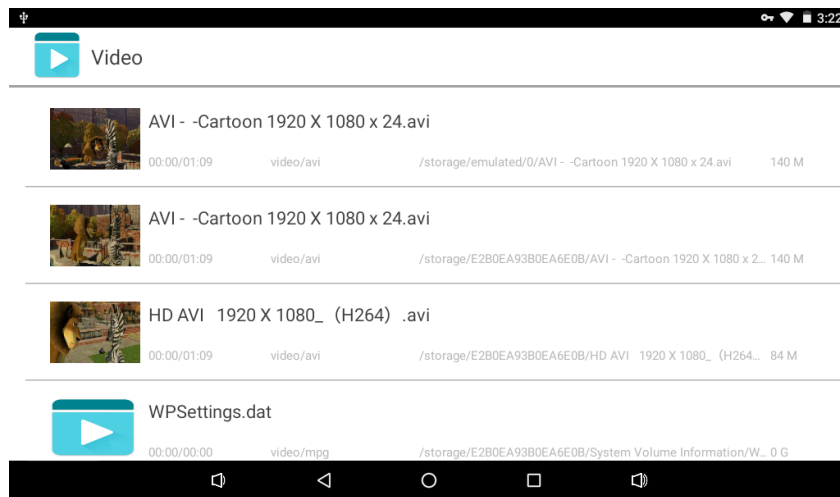 3:22
Video
AVI - -Cartoon 1920 X 1080 x 24.avi
00:00/01:09 video/avi /storage/emulated/0/AVI - -Cartoon 1920 X 1080 x 24.avi 140 M
AVI - -Cartoon 1920 X 1080 x 24.avi
00:00/01:09 video/avi /storage/E2B0EA93B0EA6E0B/AVI - -Cartoon 1920 X 1080 x 2... 140 M
HD AVI 1920 X 1080_（H264）.avi
00:00/01:09 video/avi /storage/E2B0EA93B0EA6E0B/HD AVI 1920 X 1080_（H264... 84 M
WPSettings.dat
00:00/00:00 video/mpg /storage/E2B0EA93B0EA6E0B/System Volume Information/W... 0 G